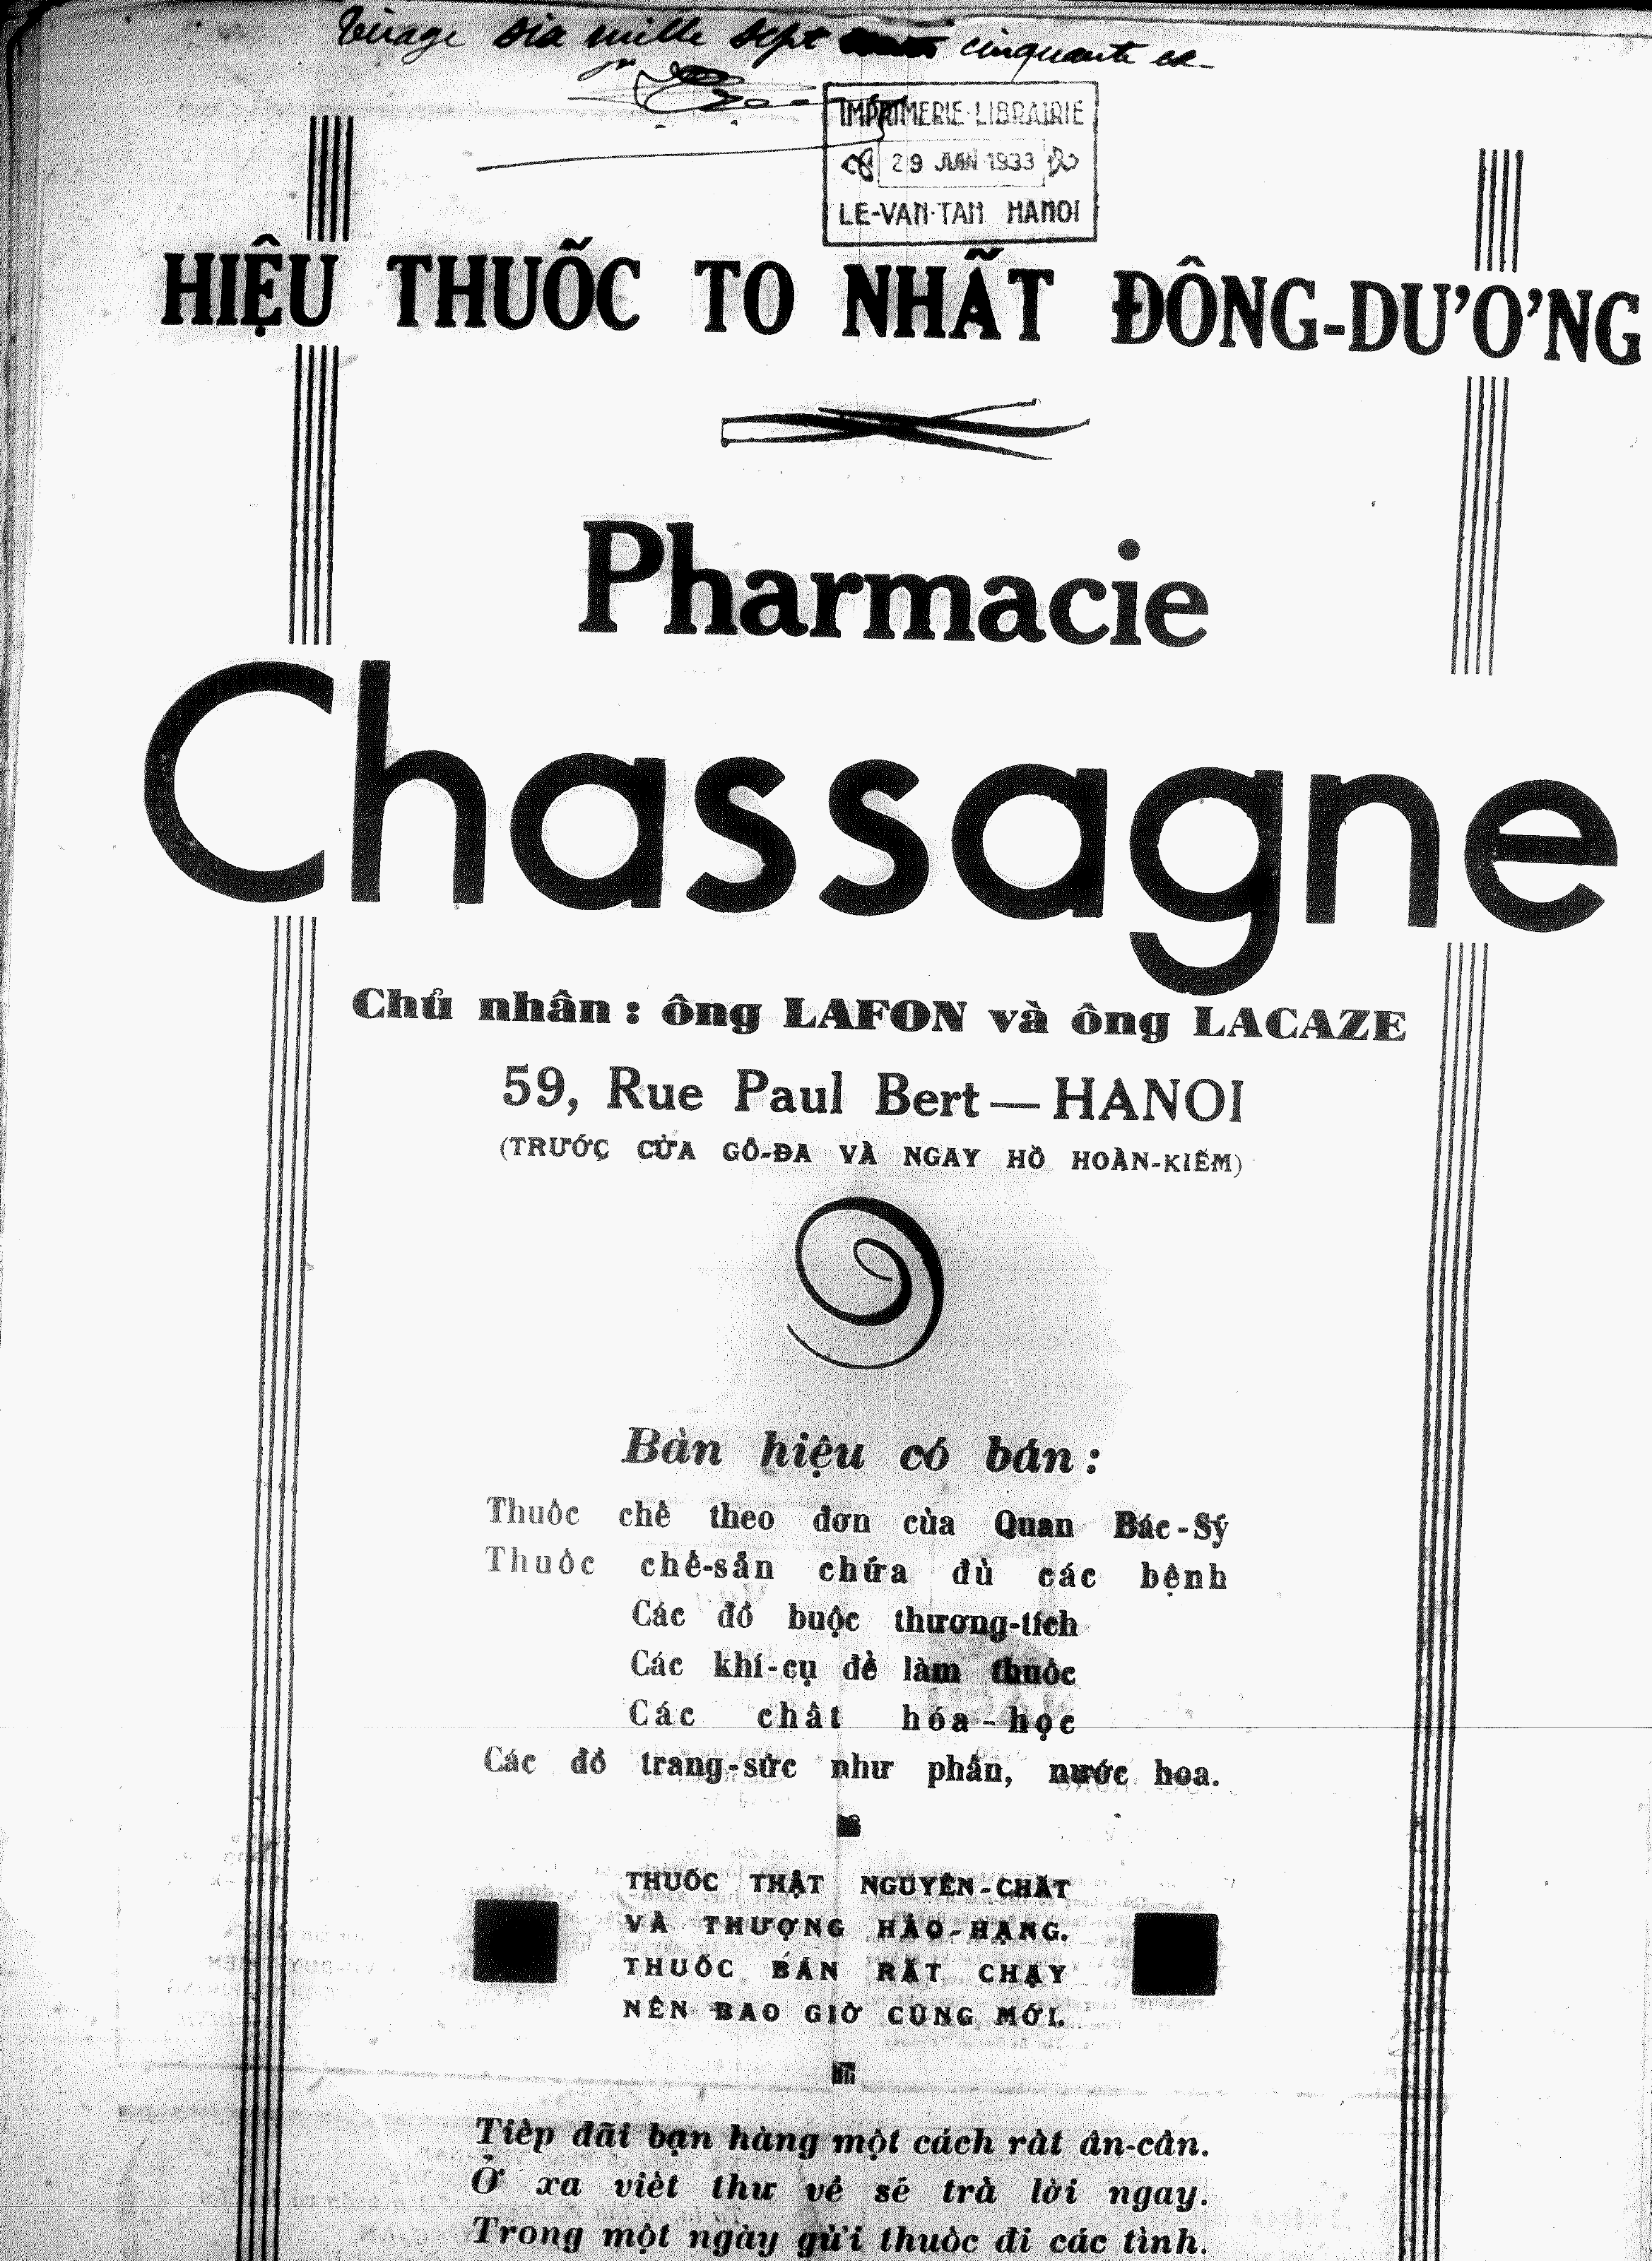 Tirage six mille sept cinquante ex
IMPRIMERIE-LIBRAIRIE
29 JUIN 1933
LE-VAN-TAN HANOI
HIỆU THUỐC TO NHẤT ĐÔNG-DƯƠNG
Pharmacie
Chassagne
Chủ nhân : ông LAFON và ông LACAZE
59, Rue Paul Bert — HANOI
(TRƯỚC CỬA GÔ-ĐA VÀ NGAY HỒ HOÀN-KIẾM)
Bản hiệu có bán :
Thuốc chế theo đơn của Quan Bác-Sỹ
Thuốc chế-sẵn chứa đủ các bệnh
Các đồ buộc thương-tích
Các khí-cụ để làm thuốc
Các chất hóa-học
Các đồ trang-sức như phấn, nước hoa.
THUỐC THẬT NGUYÊN-CHẤT
VÀ THƯỢNG HẢO-HẠNG.
THUỐC BÁN RẤT CHẠY
NÊN BAO GIỜ CŨNG MỚI.
Tiếp đãi bạn hàng một cách rất ân-cần.
Ở xa viết thư về sẽ trả lời ngay.
Trong một ngày gửi thuốc đi các tỉnh.